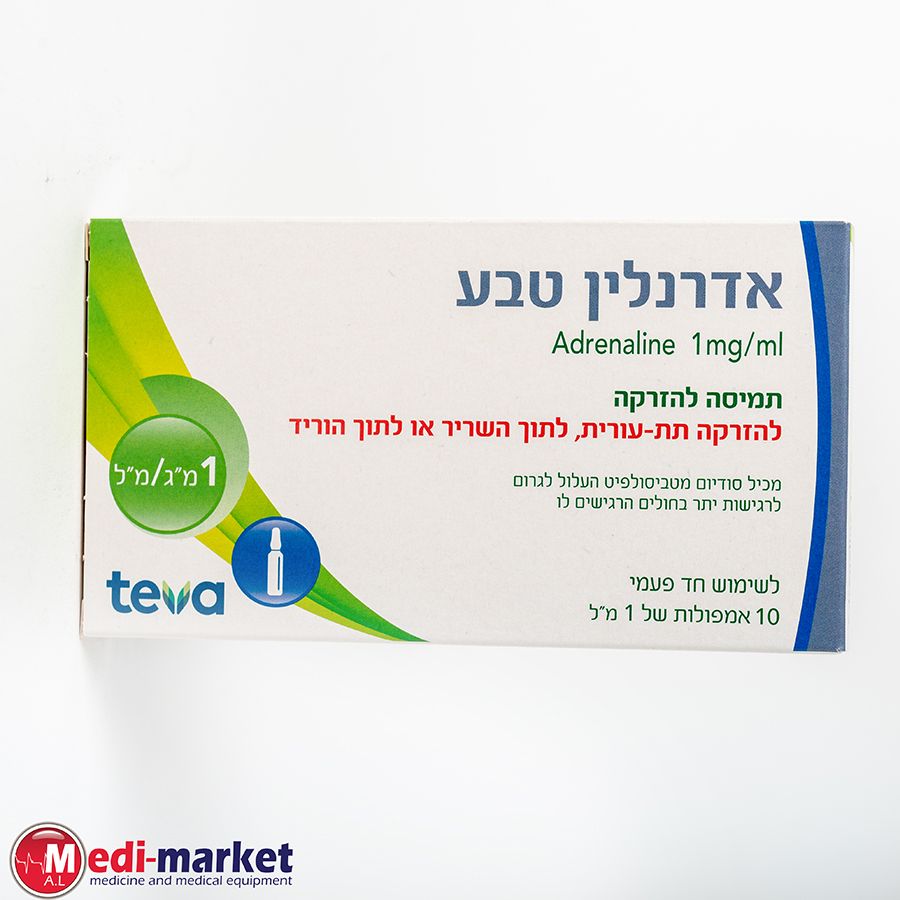 אדרנלין טבע
Adrenaline 1mg/ml
תמיסה להזרקה
להזרקה תת-עורית, לתוך השריר או לתוך הוריד
1 מ״ג/מ״ל
מכיל סודיום מטביסולפיט העלול לגרום
לרגישות יתר בחולים הרגישים לו
teva
לשימוש חד פעמי
10 אמפולות של 1 מ״ל
Medi-market
A.L
medicine and medical equipment